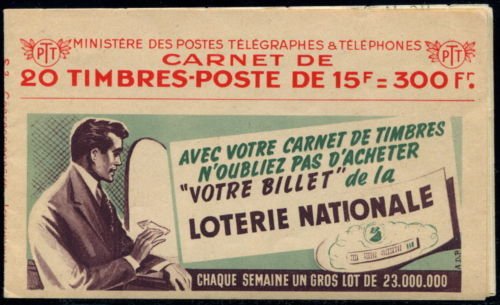 MINISTÈRE DES POSTES TÉLÉGRAPHES & TÉLÉPHONES
PTT
PTT
CARNET DE
20 TIMBRES-POSTE DE 15F = 300 Fr.
AVEC VOTRE CARNET DE TIMBRES
N'OUBLIEZ PAS D'ACHETER
"VOTRE BILLET" de la
LOTERIE NATIONALE
CHAQUE SEMAINE UN GROS LOT DE 23.000.000
A.D.P.